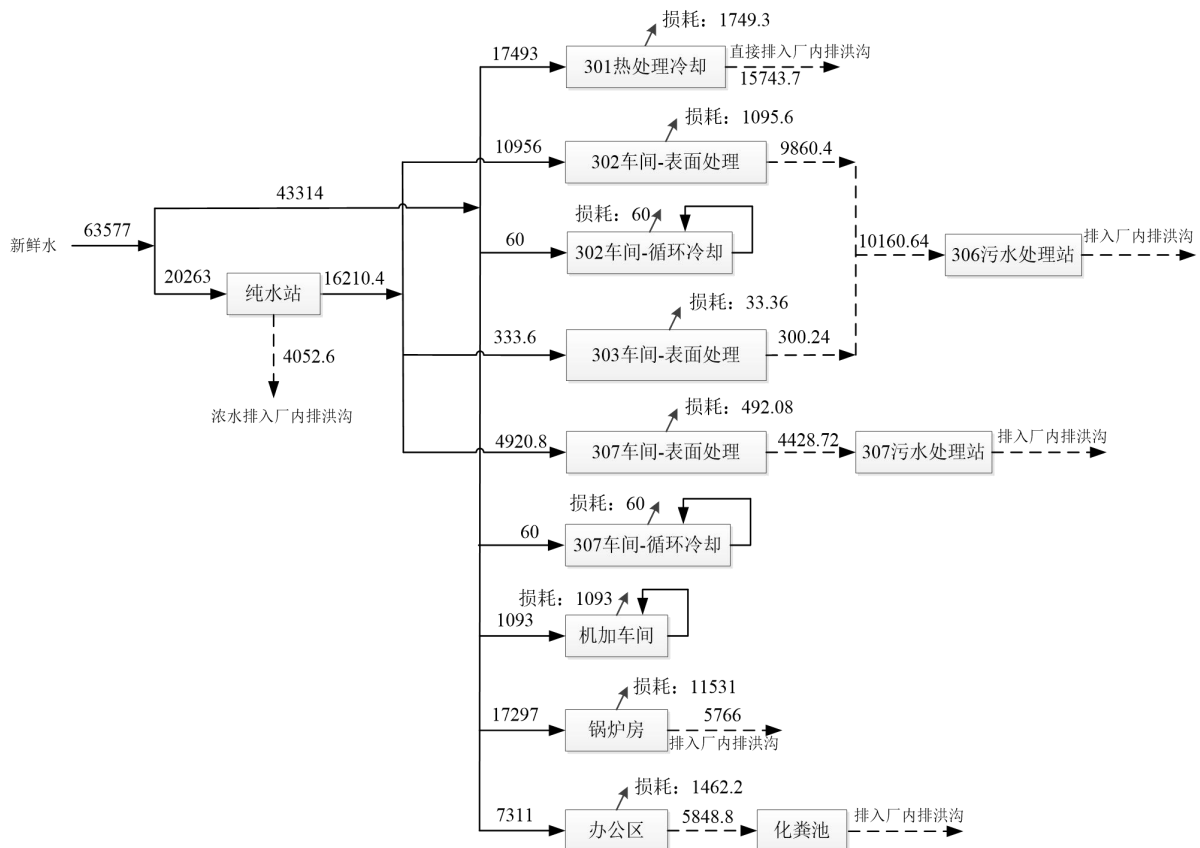 损耗：1749.3
17493
301热处理冷却
直接排入厂内排洪沟
15743.7
损耗：1095.6
10956
302车间-表面处理
9860.4
43314
损耗：60
60
302车间-循环冷却
新鲜水
63577
10160.64
306污水处理站
排入厂内排洪沟
20263
纯水站
16210.4
损耗：33.36
333.6
303车间-表面处理
300.24
4052.6
浓水排入厂内排洪沟
损耗：492.08
4920.8
307车间-表面处理
4428.72
307污水处理站
排入厂内排洪沟
损耗：60
60
307车间-循环冷却
损耗：1093
1093
机加车间
损耗：11531
17297
锅炉房
5766
排入厂内排洪沟
损耗：1462.2
7311
办公区
5848.8
化粪池
排入厂内排洪沟